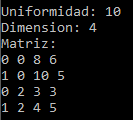 Uniformidad: 10
Dimension: 4
Matriz:
0 0 8 6
1 0 10 5
0 2 3 3
1 2 4 5